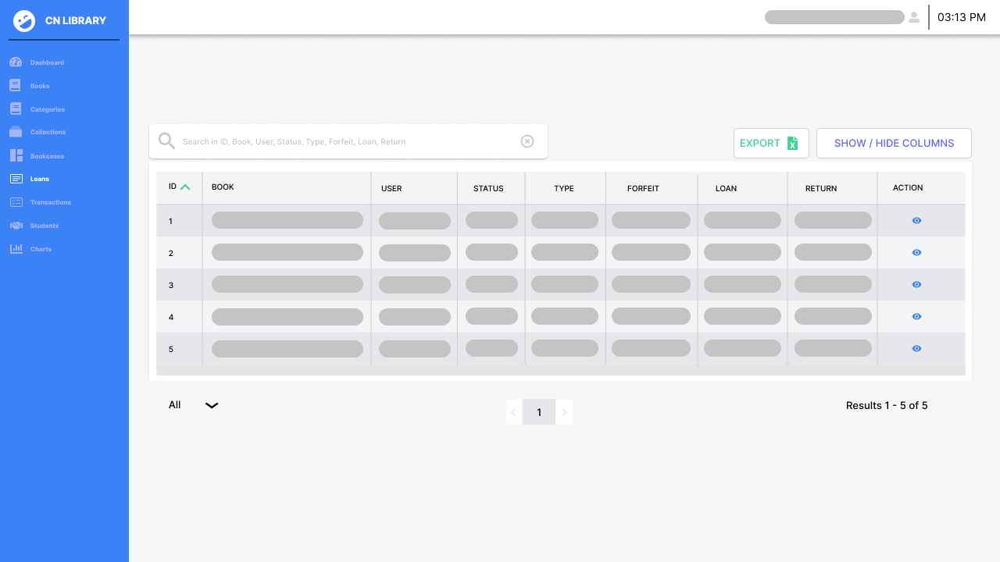 CN LIBRARY
03:13 PM
Dashboard
Books
Categories
Collections
Bookcases
Loans
Transactions
Students
Charts
Search in ID, Book, User, Status, Type, Forfeit, Loan, Return
EXPORT
SHOW / HIDE COLUMNS
ID BOOK USER STATUS TYPE FORFEIT LOAN RETURN ACTION
1
2
3
4
5
All
1
Results 1 - 5 of 5